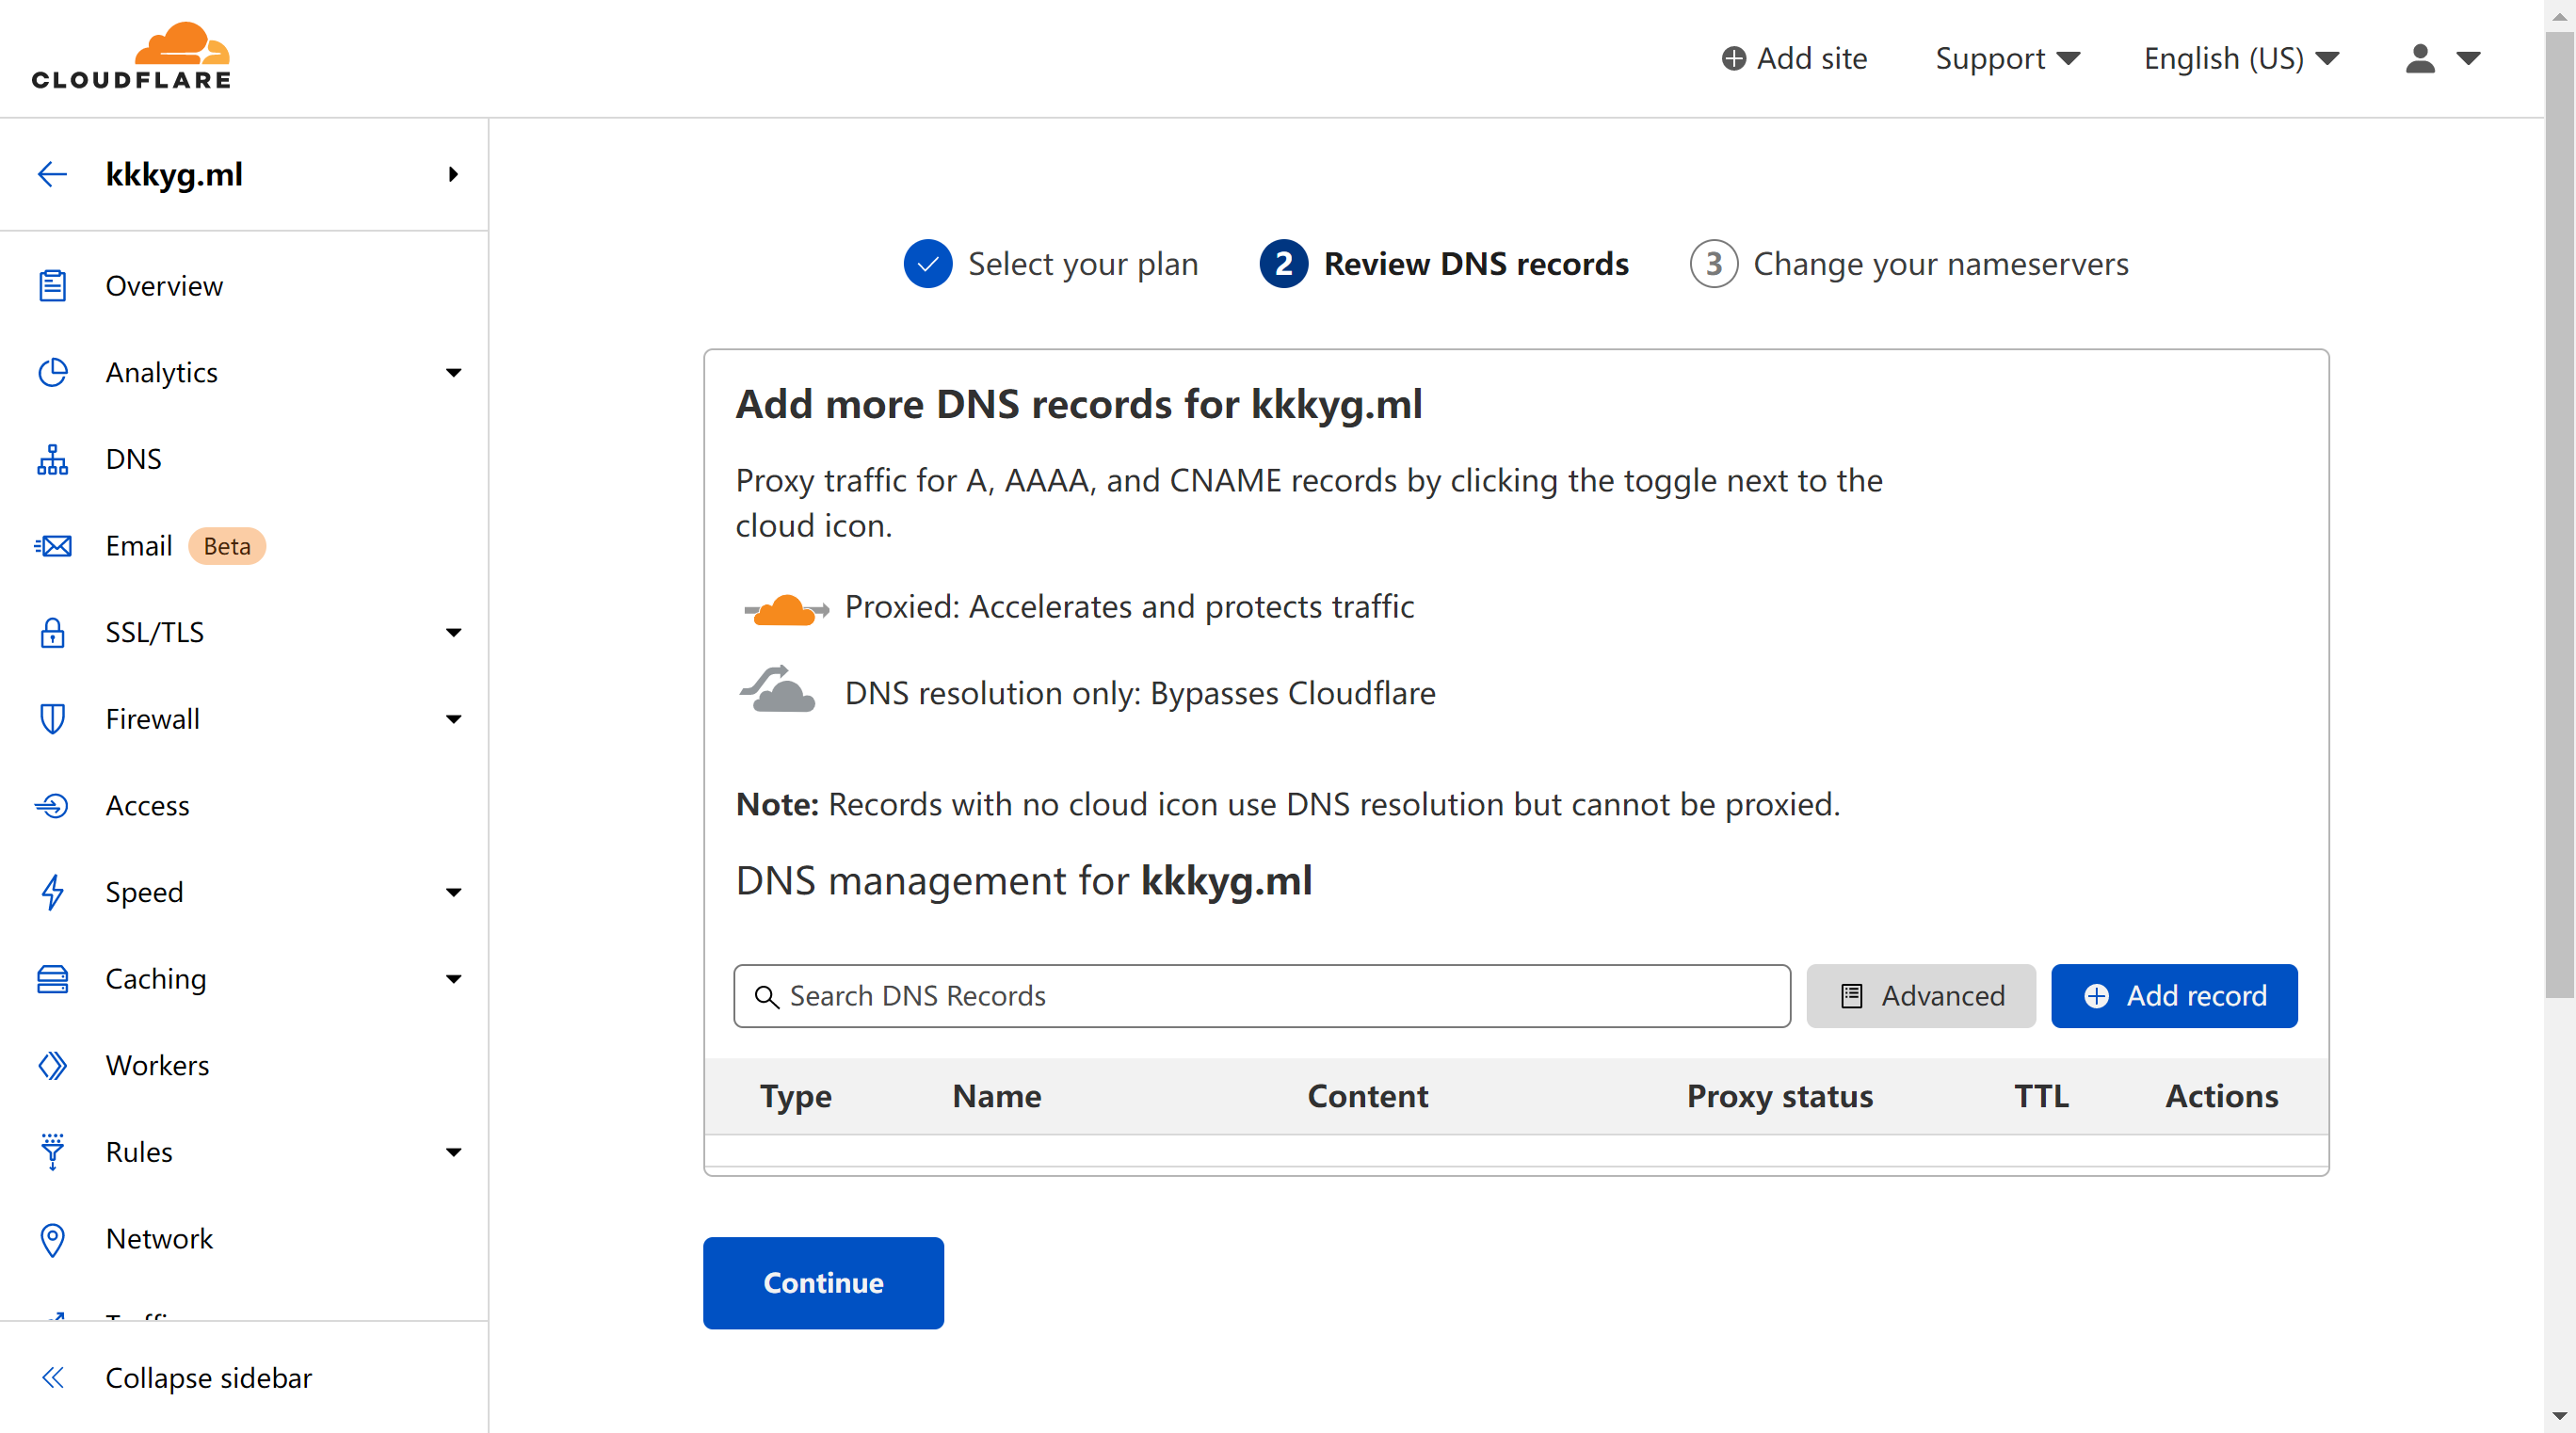 CLOUDFLARE
Add site
Support
English (US)
kkkyg.ml
Overview
Analytics
DNS
Email Beta
SSL/TLS
Firewall
Access
Speed
Caching
Workers
Rules
Network
Collapse sidebar
Select your plan
2 Review DNS records
3 Change your nameservers
Add more DNS records for kkkyg.ml
Proxy traffic for A, AAAA, and CNAME records by clicking the toggle next to the
cloud icon.
Proxied: Accelerates and protects traffic
DNS resolution only: Bypasses Cloudflare
Note: Records with no cloud icon use DNS resolution but cannot be proxied.
DNS management for kkkyg.ml
Search DNS Records
Advanced
Add record
Type Name Content Proxy status TTL Actions
Continue